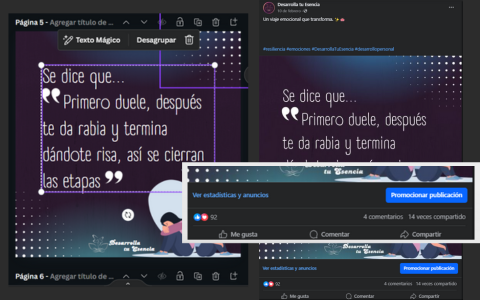 Página 5 - Agregar título de ...
Texto Mágico
Desagrupar
Se dice que...
Primero duele, después
te da rabia y termina
dándote risa, así se cierran
las etapas
Desarrolla
tu Esencia
Página 6 - Agregar título de ...
Desarrolla tu Esencia
Un viaje emocional que transforma.
#resiliencia #emociones #DesarrollaTuEsencia #desarrollopersonal
Se dice que...
Primero duele, después
te da rabia y termina
tu Esencia
Ver estadísticas y anuncios
Promocionar publicación
92
4 comentarios
14 veces compartido
Me gusta
Comentar
Compartir
Desarrolla
tu Esencia
Ver estadísticas y anuncios
Promocionar publicación
92
4 comentarios
14 veces compartido
Me gusta
Comentar
Compartir